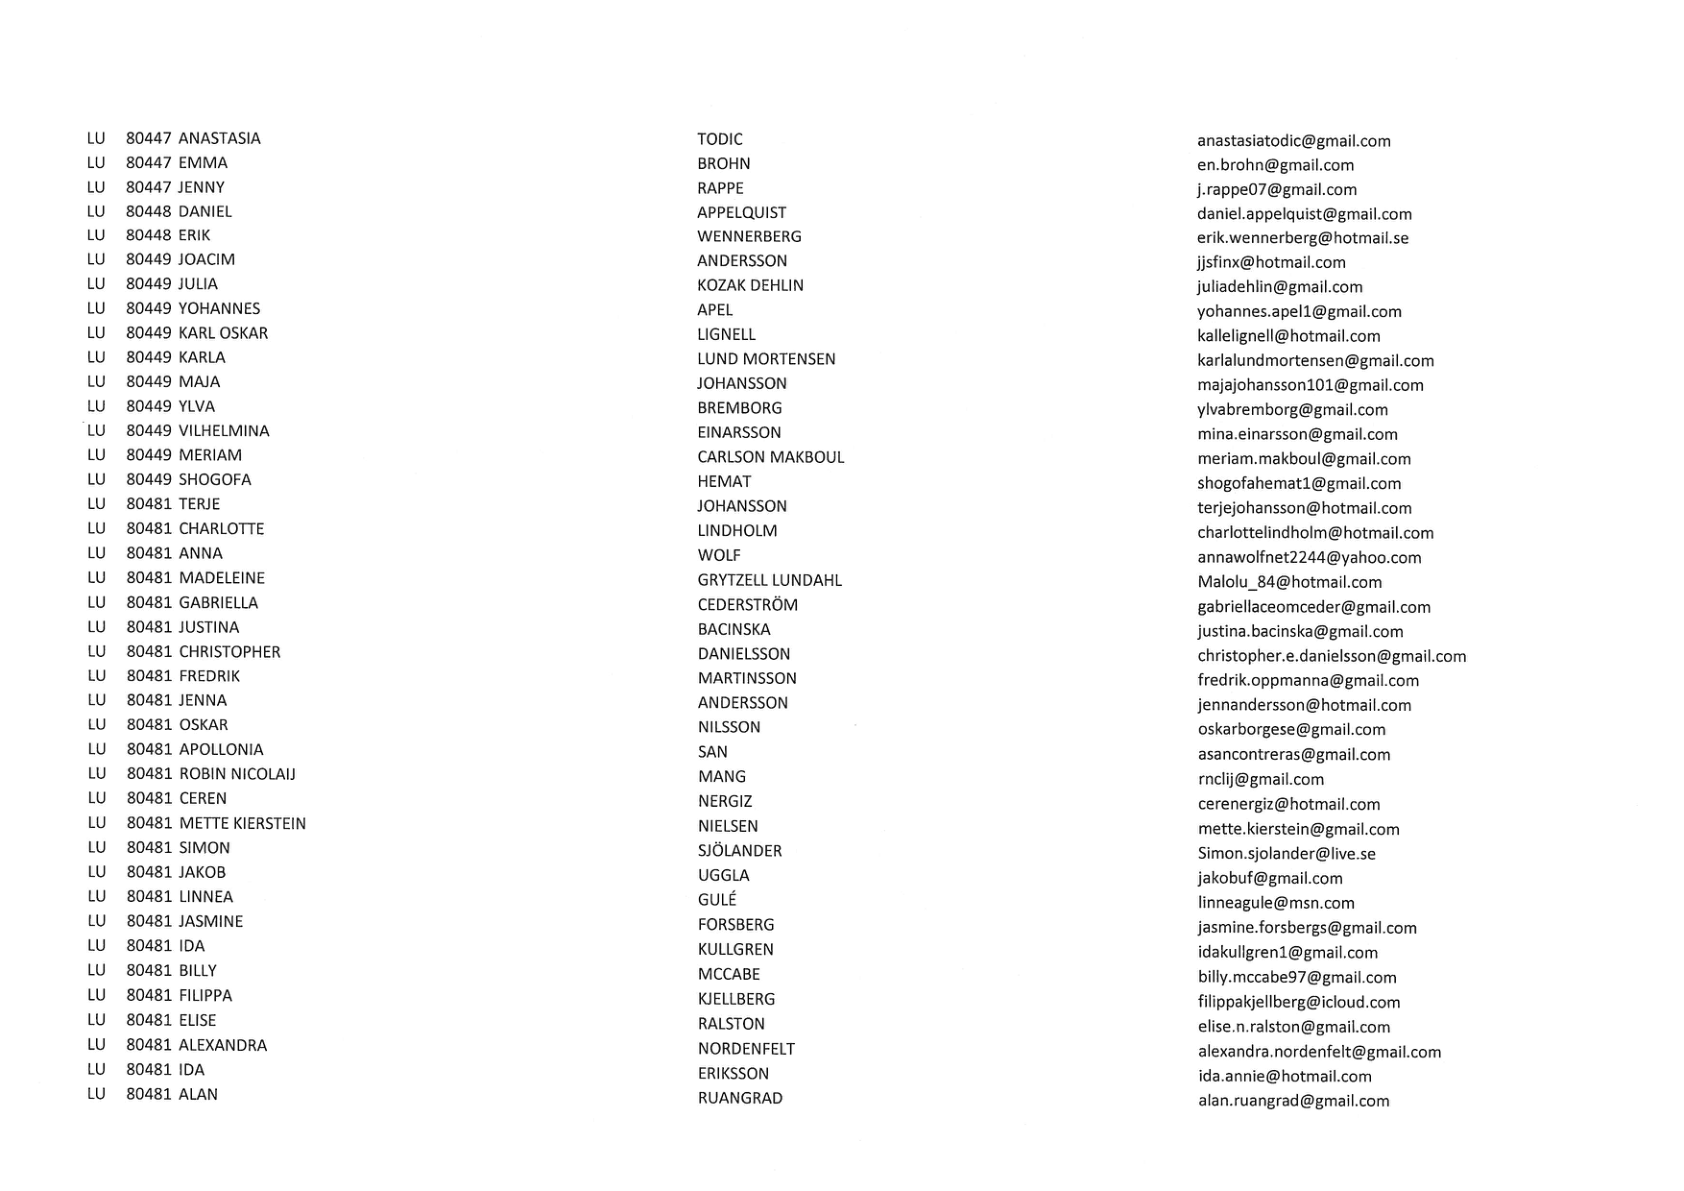 LU 80447 ANASTASIA TODIC anastasiatodic@gmail.com
LU 80447 EMMA BROHN en.brohn@gmail.com
LU 80447 JENNY RAPPE j.rappe07@gmail.com
LU 80448 DANIEL APPELQUIST daniel.appelquist@gmail.com
LU 80448 ERIK WENNERBERG erik.wennerberg@hotmail.se
LU 80449 JOACIM ANDERSSON jjsfinx@hotmail.com
LU 80449 JULIA KOZAK DEHLIN juliadehlin@gmail.com
LU 80449 YOHANNES APEL yohannes.apel1@gmail.com
LU 80449 KARL OSKAR LIGNELL kallelignell@hotmail.com
LU 80449 KARLA LUND MORTENSEN karlalundmortensen@gmail.com
LU 80449 MAJA JOHANSSON majajohansson101@gmail.com
LU 80449 YLVA BREMBORG ylvabremborg@gmail.com
LU 80449 VILHELMINA EINARSSON mina.einarsson@gmail.com
LU 80449 MERIAM CARLSON MAKBOUL meriam.makboul@gmail.com
LU 80449 SHOGOFA HEMAT shogofahemat1@gmail.com
LU 80481 TERJE JOHANSSON terjejohansson@hotmail.com
LU 80481 CHARLOTTE LINDHOLM charlottelindholm@hotmail.com
LU 80481 ANNA WOLF annawolfnet2244@yahoo.com
LU 80481 MADELEINE GRYTZELL LUNDAHL Malolu_84@hotmail.com
LU 80481 GABRIELLA CEDERSTRÖM gabriellaceomceder@gmail.com
LU 80481 JUSTINA BACINSKA justina.bacinska@gmail.com
LU 80481 CHRISTOPHER DANIELSSON christopher.e.danielsson@gmail.com
LU 80481 FREDRIK MARTINSSON fredrik.oppmanna@gmail.com
LU 80481 JENNA ANDERSSON jennandersson@hotmail.com
LU 80481 OSKAR NILSSON oskarborgese@gmail.com
LU 80481 APOLLONIA SAN asancontreras@gmail.com
LU 80481 ROBIN NICOLAIJ MANG rnclij@gmail.com
LU 80481 CEREN NERGIZ cerenergiz@hotmail.com
LU 80481 METTE KIERSTEIN NIELSEN mette.kierstein@gmail.com
LU 80481 SIMON SJÖLANDER Simon.sjolander@live.se
LU 80481 JAKOB UGGLA jakobuf@gmail.com
LU 80481 LINNEA GULÉ linneagule@msn.com
LU 80481 JASMINE FORSBERG jasmine.forsbergs@gmail.com
LU 80481 IDA KULLGREN idakullgren1@gmail.com
LU 80481 BILLY MCCABE billy.mccabe97@gmail.com
LU 80481 FILIPPA KJELLBERG filippakjellberg@icloud.com
LU 80481 ELISE RALSTON elise.n.ralston@gmail.com
LU 80481 ALEXANDRA NORDENFELT alexandra.nordenfelt@gmail.com
LU 80481 IDA ERIKSSON ida.annie@hotmail.com
LU 80481 ALAN RUANGRAD alan.ruangrad@gmail.com